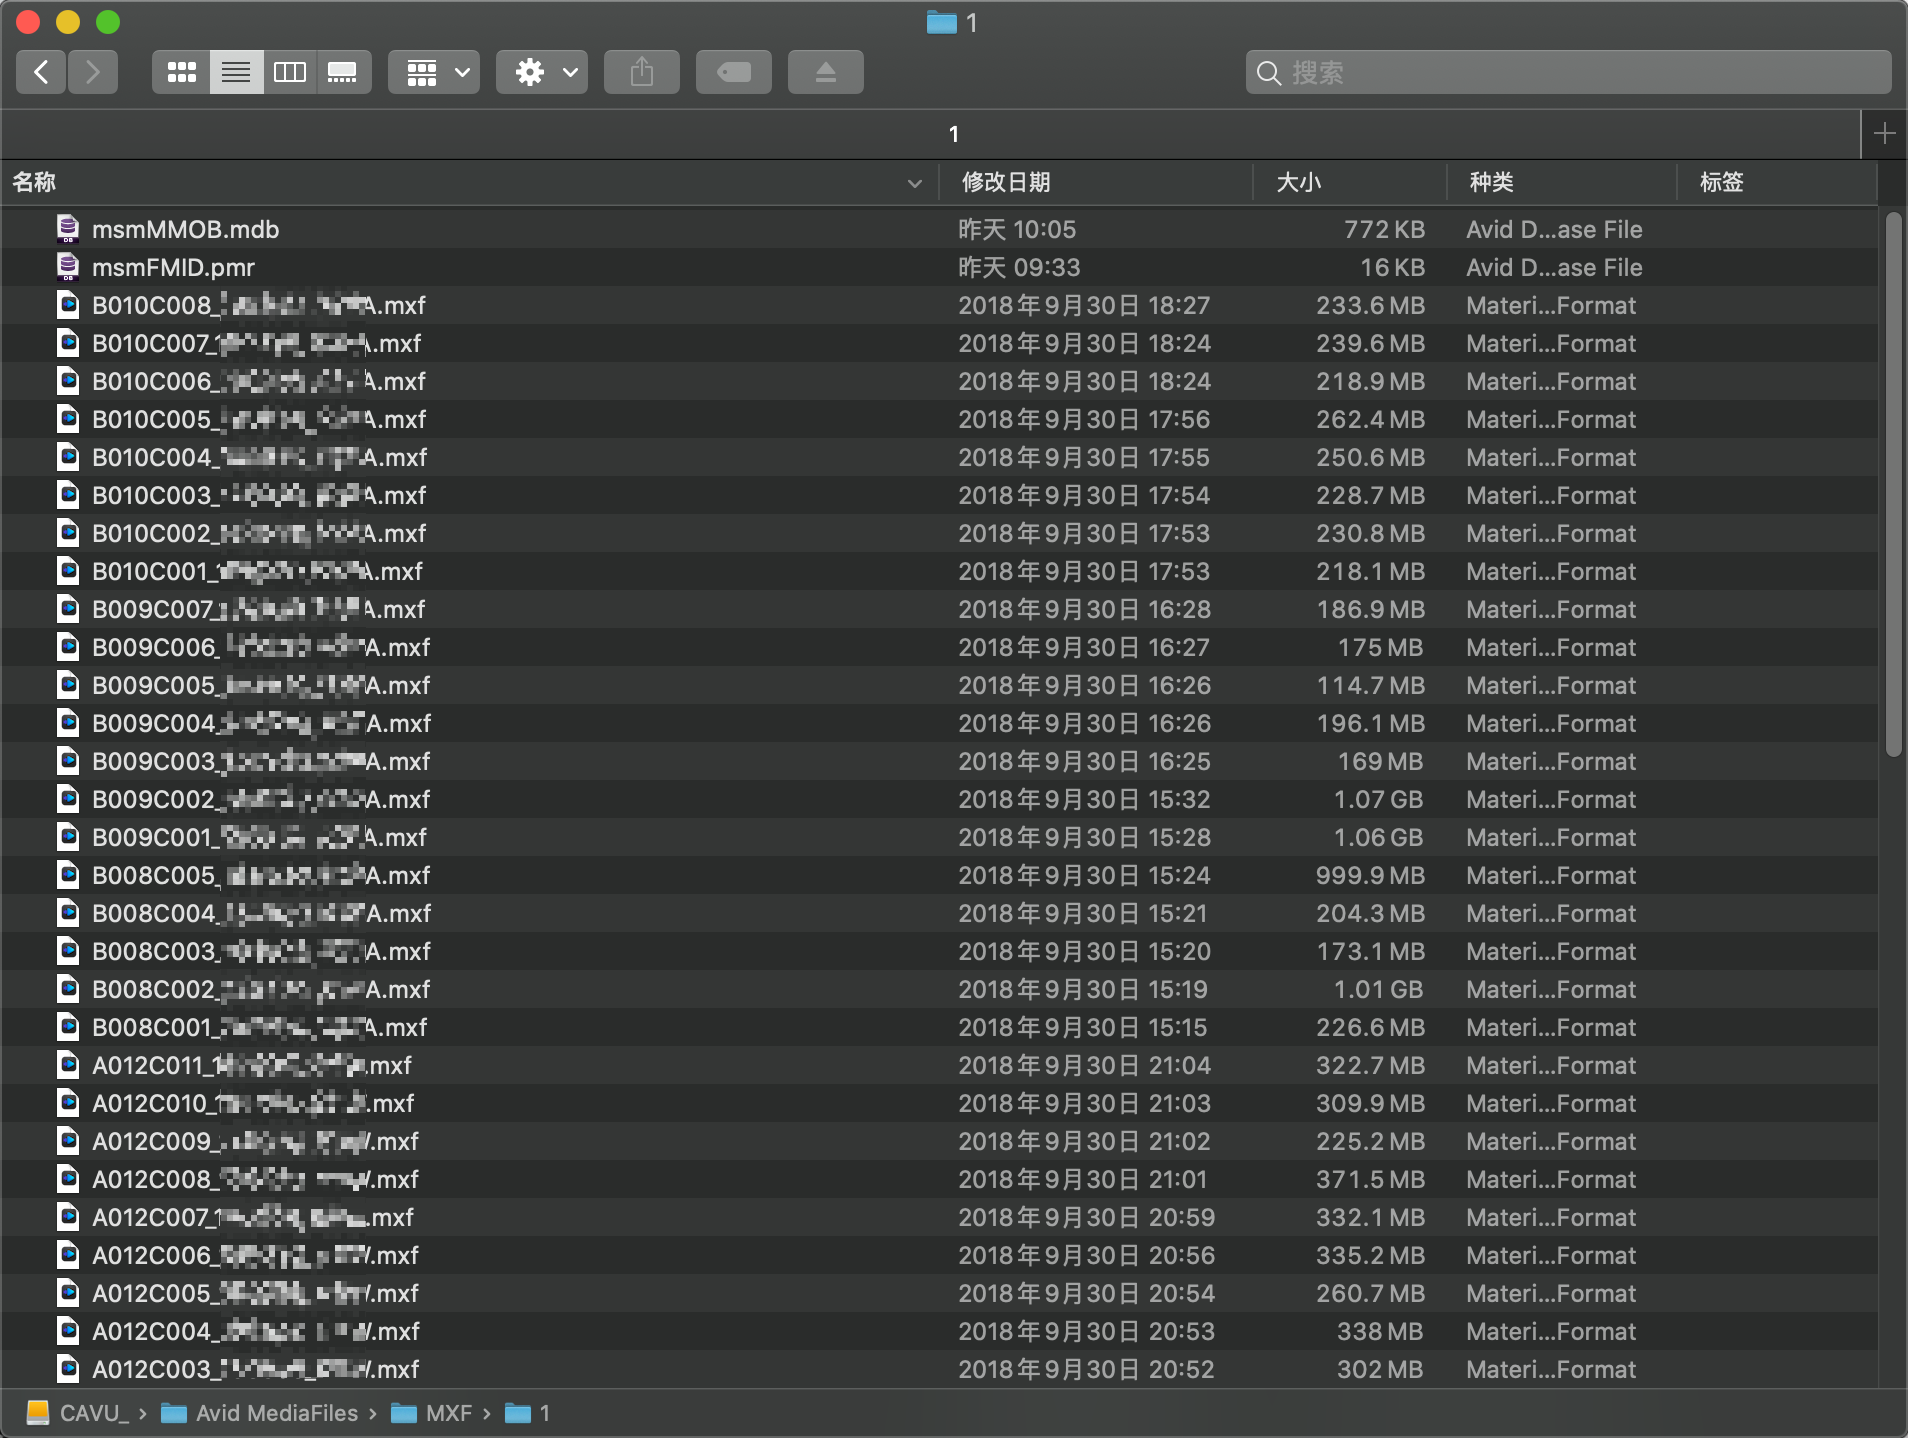 1
搜索
1
名称 修改日期 大小 种类 标签
msmMMOB.mdb 昨天 10:05 772 KB Avid D...ase File
msmFMID.pmr 昨天 09:33 16 KB Avid D...ase File
B010C008_ A.mxf 2018年9月30日 18:27 233.6 MB Materi...Format
B010C007_ .mxf 2018年9月30日 18:24 239.6 MB Materi...Format
B010C006_ A.mxf 2018年9月30日 18:24 218.9 MB Materi...Format
B010C005_ A.mxf 2018年9月30日 17:56 262.4 MB Materi...Format
B010C004_ A.mxf 2018年9月30日 17:55 250.6 MB Materi...Format
B010C003_ A.mxf 2018年9月30日 17:54 228.7 MB Materi...Format
B010C002_ A.mxf 2018年9月30日 17:53 230.8 MB Materi...Format
B010C001_ A.mxf 2018年9月30日 17:53 218.1 MB Materi...Format
B009C007_ A.mxf 2018年9月30日 16:28 186.9 MB Materi...Format
B009C006_ A.mxf 2018年9月30日 16:27 175 MB Materi...Format
B009C005_ A.mxf 2018年9月30日 16:26 114.7 MB Materi...Format
B009C004_ A.mxf 2018年9月30日 16:26 196.1 MB Materi...Format
B009C003_ A.mxf 2018年9月30日 16:25 169 MB Materi...Format
B009C002_ A.mxf 2018年9月30日 15:32 1.07 GB Materi...Format
B009C001_ A.mxf 2018年9月30日 15:28 1.06 GB Materi...Format
B008C005_ A.mxf 2018年9月30日 15:24 999.9 MB Materi...Format
B008C004_ A.mxf 2018年9月30日 15:21 204.3 MB Materi...Format
B008C003_ A.mxf 2018年9月30日 15:20 173.1 MB Materi...Format
B008C002_ A.mxf 2018年9月30日 15:19 1.01 GB Materi...Format
B008C001_ A.mxf 2018年9月30日 15:15 226.6 MB Materi...Format
A012C011_1 .mxf 2018年9月30日 21:04 322.7 MB Materi...Format
A012C010_ .mxf 2018年9月30日 21:03 309.9 MB Materi...Format
A012C009_ .mxf 2018年9月30日 21:02 225.2 MB Materi...Format
A012C008_ .mxf 2018年9月30日 21:01 371.5 MB Materi...Format
A012C007_ .mxf 2018年9月30日 20:59 332.1 MB Materi...Format
A012C006_ .mxf 2018年9月30日 20:56 335.2 MB Materi...Format
A012C005_ .mxf 2018年9月30日 20:54 260.7 MB Materi...Format
A012C004_ .mxf 2018年9月30日 20:53 338 MB Materi...Format
A012C003_ .mxf 2018年9月30日 20:52 302 MB Materi...Format
CAVU_ › Avid MediaFiles › MXF › 1